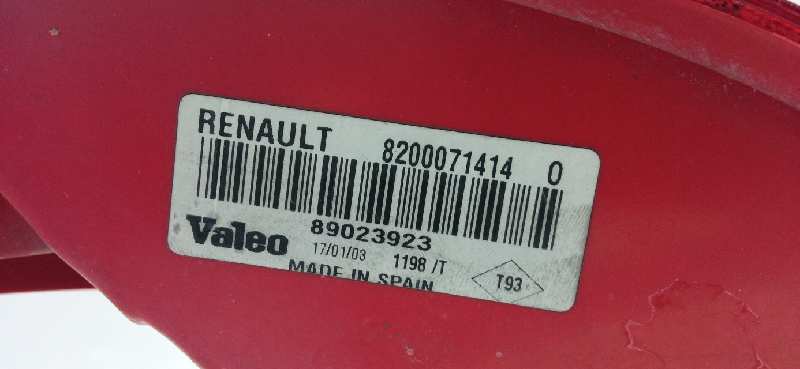 RENAULT 8200071414 0
89023923
Valeo 17/01/03 1198 /T
MADE IN SPAIN T93